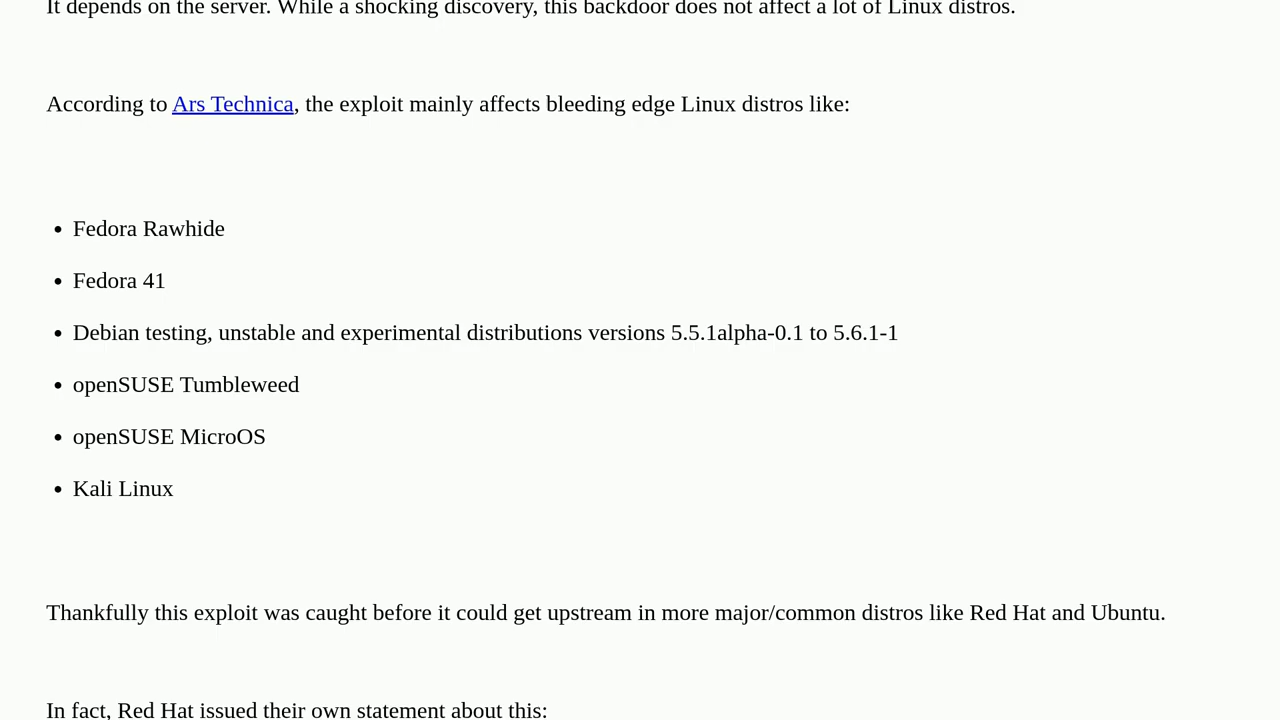 It depends on the server. While a shocking discovery, this backdoor does not affect a lot of Linux distros.
According to Ars Technica, the exploit mainly affects bleeding edge Linux distros like:
• Fedora Rawhide
• Fedora 41
• Debian testing, unstable and experimental distributions versions 5.5.1alpha-0.1 to 5.6.1-1
• openSUSE Tumbleweed
• openSUSE MicroOS
• Kali Linux
Thankfully this exploit was caught before it could get upstream in more major/common distros like Red Hat and Ubuntu.
In fact, Red Hat issued their own statement about this: